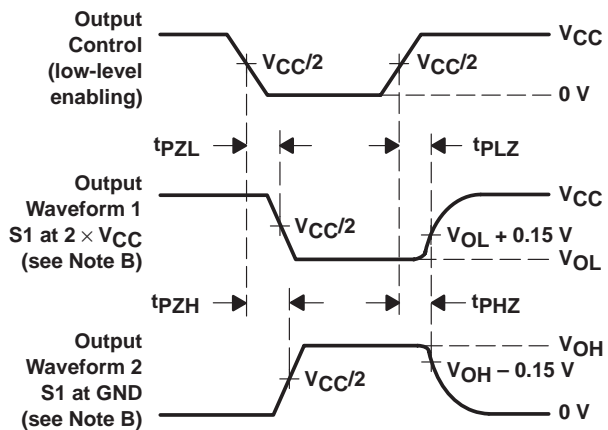 Output
Control
(low-level
enabling)
VCC/2
VCC/2
VCC
0 V
tPZL
tPLZ
Output
Waveform 1
S1 at 2 × VCC
(see Note B)
VCC/2
VCC
VOL + 0.15 V
VOL
tPZH
tPHZ
Output
Waveform 2
S1 at GND
(see Note B)
VCC/2
VOH
VOH − 0.15 V
0 V